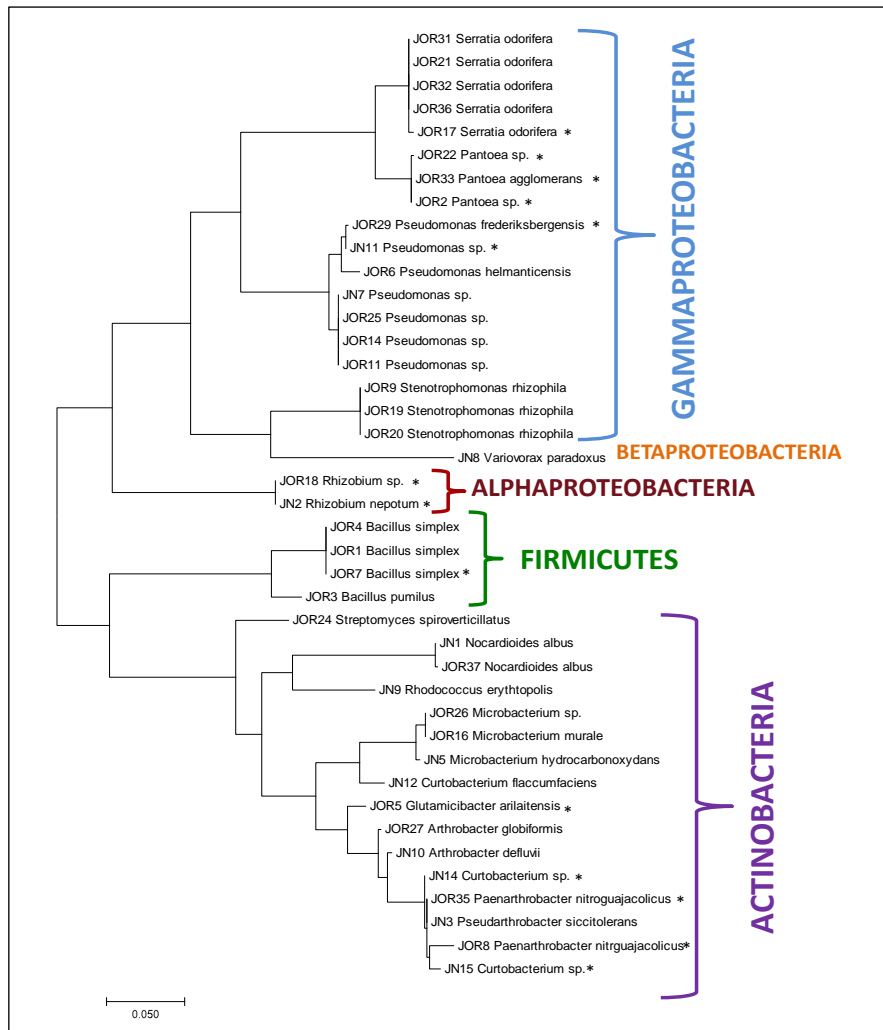 JOR31 Serratia odorifera
JOR21 Serratia odorifera
JOR32 Serratia odorifera
JOR36 Serratia odorifera
JOR17 Serratia odorifera *
JOR22 Pantoea sp. *
JOR33 Pantoea agglomerans *
JOR2 Pantoea sp. *
JOR29 Pseudomonas frederiksbergensis *
JN11 Pseudomonas sp. *
JOR6 Pseudomonas helmanticensis
JN7 Pseudomonas sp.
JOR25 Pseudomonas sp.
JOR14 Pseudomonas sp.
JOR11 Pseudomonas sp.
JOR9 Stenotrophomonas rhizophila
JOR19 Stenotrophomonas rhizophila
JOR20 Stenotrophomonas rhizophila
GAMMAPROTEOBACTERIA
JN8 Variovorax paradoxus
BETAPROTEOBACTERIA
JOR18 Rhizobium sp. *
JN2 Rhizobium nepotum *
ALPHAPROTEOBACTERIA
JOR4 Bacillus simplex
JOR1 Bacillus simplex
JOR7 Bacillus simplex *
JOR3 Bacillus pumilus
FIRMICUTES
JOR24 Streptomyces spiroverticillatus
JN1 Nocardioides albus
JOR37 Nocardioides albus
JN9 Rhodococcus erythtopolis
JOR26 Microbacterium sp.
JOR16 Microbacterium murale
JN5 Microbacterium hydrocarbonoxydans
JN12 Curtobacterium flaccumfaciens
JOR5 Glutamicibacter arilaitensis *
JOR27 Arthrobacter globiformis
JN10 Arthrobacter defluvii
JN14 Curtobacterium sp. *
JOR35 Paenarthrobacter nitroguajacolicus *
JN3 Pseudarthrobacter siccitolerans
JOR8 Paenarthrobacter nitrguajacolicus*
JN15 Curtobacterium sp.*
ACTINOBACTERIA
0.050